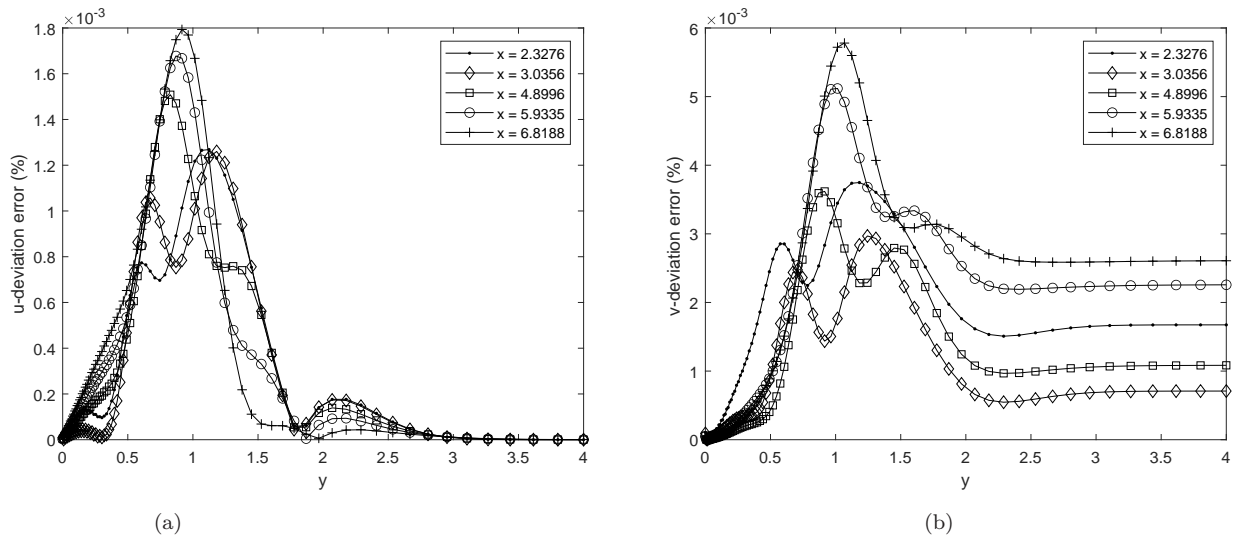 ×10⁻³
1.8
1.6
1.4
1.2
1
0.8
0.6
0.4
0.2
0
0 0.5 1 1.5 2 2.5 3 3.5 4
y
u-deviation error (%)
x = 2.3276
x = 3.0356
x = 4.8996
x = 5.9335
x = 6.8188
(a)
×10⁻³
6
5
4
3
2
1
0
0 0.5 1 1.5 2 2.5 3 3.5 4
y
v-deviation error (%)
x = 2.3276
x = 3.0356
x = 4.8996
x = 5.9335
x = 6.8188
(b)